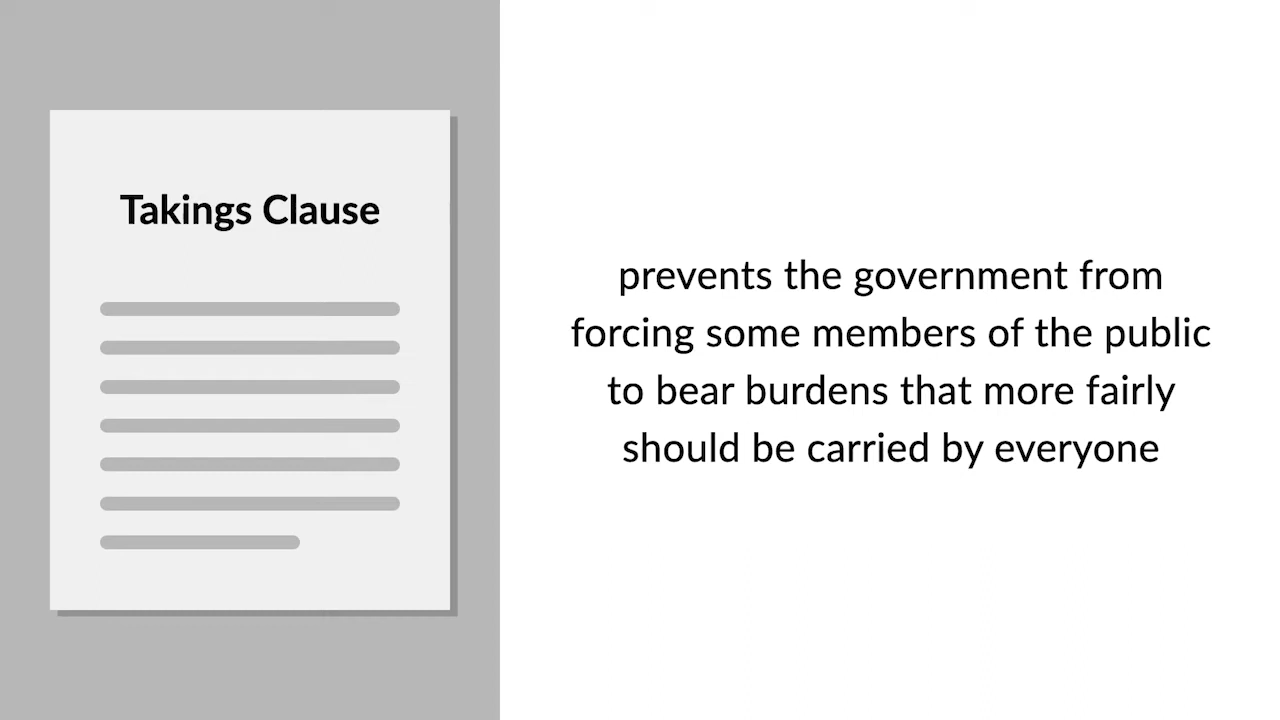 Takings Clause
prevents the government from
forcing some members of the public
to bear burdens that more fairly
should be carried by everyone